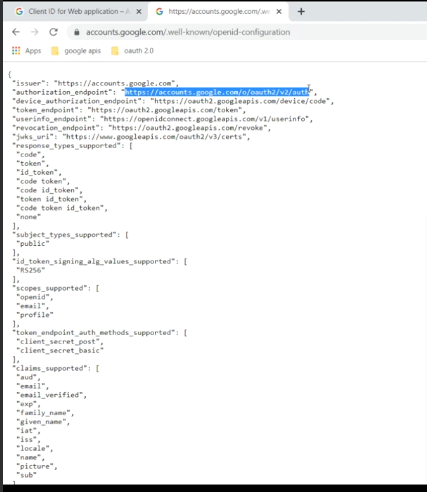 Client ID for Web application – A
https://accounts.google.com/.we
accounts.google.com/.well-known/openid-configuration
Apps google apis oauth 2.0
{
"issuer": "https://accounts.google.com",
"authorization_endpoint": "https://accounts.google.com/o/oauth2/v2/auth",
"device_authorization_endpoint": "https://oauth2.googleapis.com/device/code",
"token_endpoint": "https://oauth2.googleapis.com/token",
"userinfo_endpoint": "https://openidconnect.googleapis.com/v1/userinfo",
"revocation_endpoint": "https://oauth2.googleapis.com/revoke",
"jwks_uri": "https://www.googleapis.com/oauth2/v3/certs",
"response_types_supported": [
"code",
"token",
"id_token",
"code token",
"code id_token",
"token id_token",
"code token id_token",
"none"
],
"subject_types_supported": [
"public"
],
"id_token_signing_alg_values_supported": [
"RS256"
],
"scopes_supported": [
"openid",
"email",
"profile"
],
"token_endpoint_auth_methods_supported": [
"client_secret_post",
"client_secret_basic"
],
"claims_supported": [
"aud",
"email",
"email_verified",
"exp",
"family_name",
"given_name",
"iat",
"iss",
"locale",
"name",
"picture",
"sub"
]